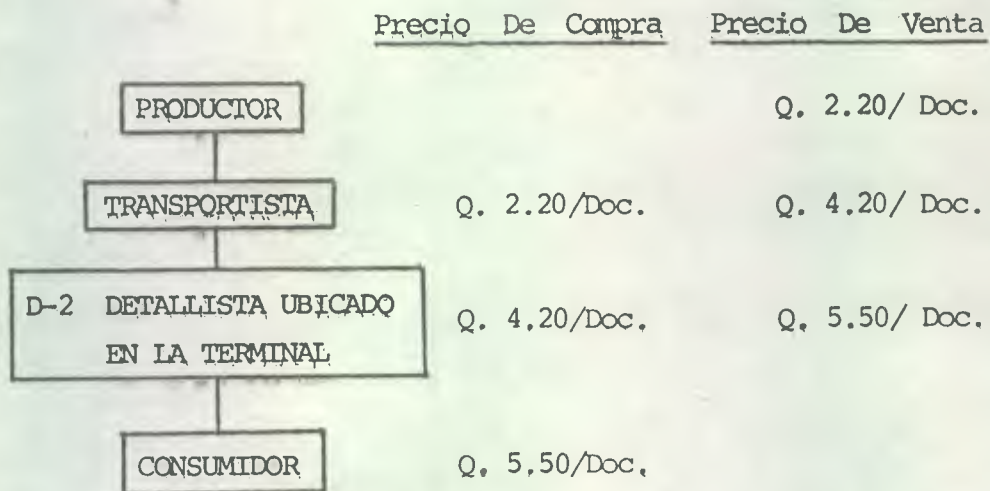 Precio De Compra Precio De Venta
PRODUCTOR Q. 2.20/ Doc.
TRANSPORTISTA Q. 2.20/Doc. Q. 4.20/ Doc.
D-2 DETALLISTA UBICADO
EN LA TERMINAL Q. 4.20/Doc. Q. 5.50/ Doc.
CONSUMIDOR Q. 5.50/Doc.